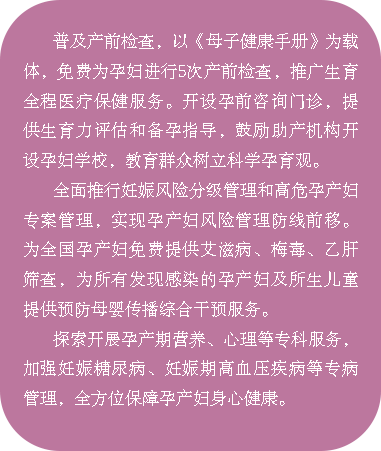 普及产前检查，以《母子健康手册》为载
体，免费为孕妇进行5次产前检查，推广生育
全程医疗保健服务。开设孕前咨询门诊，提
供生育力评估和备孕指导，鼓励助产机构开
设孕妇学校，教育群众树立科学孕育观。
全面推行妊娠风险分级管理和高危孕产妇
专案管理，实现孕产妇风险管理防线前移。
为全国孕产妇免费提供艾滋病、梅毒、乙肝
筛查，为所有发现感染的孕产妇及所生儿童
提供预防母婴传播综合干预服务。
探索开展孕产期营养、心理等专科服务，
加强妊娠糖尿病、妊娠期高血压疾病等专病
管理，全方位保障孕产妇身心健康。